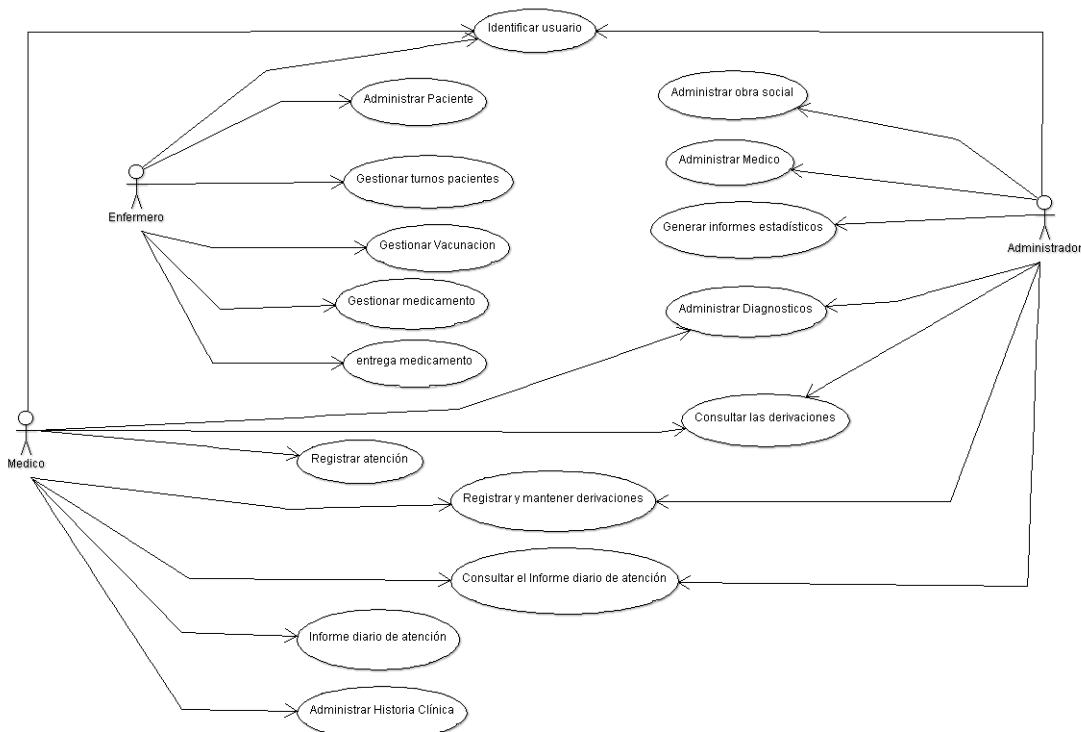 Identificar usuario
Administrar Paciente
Administrar obra social
Administrar Medico
Gestionar turnos pacientes
Enfermero
Generar informes estadísticos
Gestionar Vacunacion
Administrador
Gestionar medicamento
Administrar Diagnosticos
entrega medicamento
Consultar las derivaciones
Medico
Registrar atención
Registrar y mantener derivaciones
Consultar el Informe diario de atención
Informe diario de atención
Administrar Historia Clínica